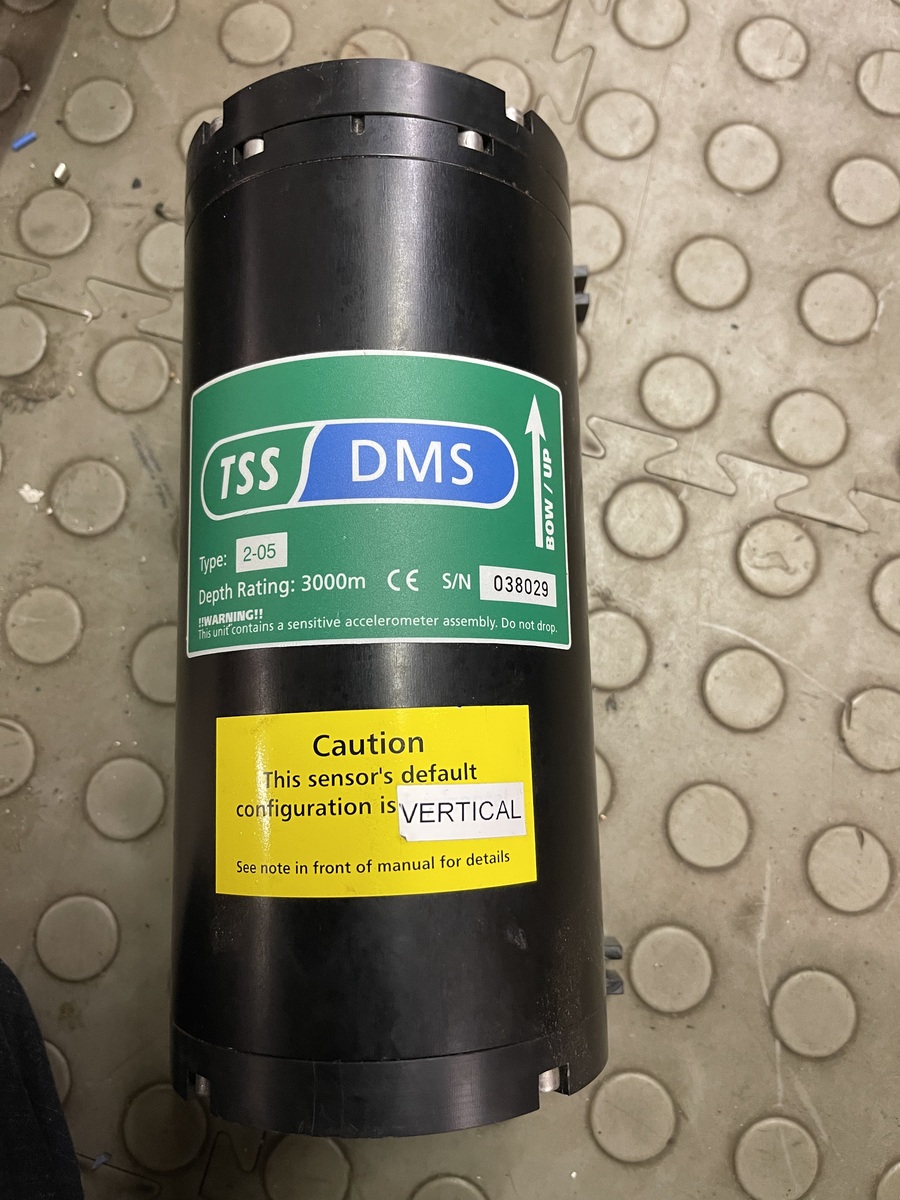 TSS DMS
BOW / UP
Type: 2-05
Depth Rating: 3000m CE S/N 038029
!!WARNING!!
This unit contains a sensitive accelerometer assembly. Do not drop.
Caution
This sensor's default
configuration is VERTICAL
See note in front of manual for details